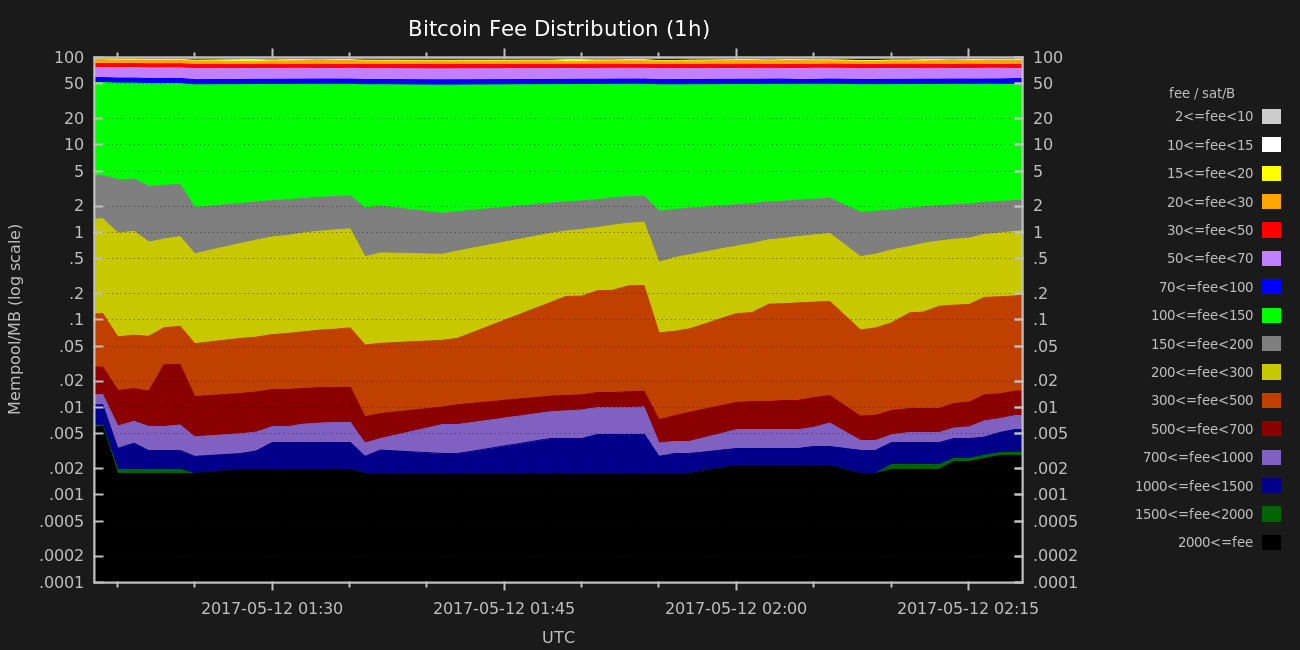 Bitcoin Fee Distribution (1h)
Mempool/MB (log scale)
100
50
20
10
5
2
1
.5
.2
.1
.05
.02
.01
.005
.002
.001
.0005
.0002
.0001
100
50
20
10
5
2
1
.5
.2
.1
.05
.02
.01
.005
.002
.001
.0005
.0002
.0001
2017-05-12 01:30
2017-05-12 01:45
2017-05-12 02:00
2017-05-12 02:15
UTC
fee / sat/B
2<=fee<10
10<=fee<15
15<=fee<20
20<=fee<30
30<=fee<50
50<=fee<70
70<=fee<100
100<=fee<150
150<=fee<200
200<=fee<300
300<=fee<500
500<=fee<700
700<=fee<1000
1000<=fee<1500
1500<=fee<2000
2000<=fee